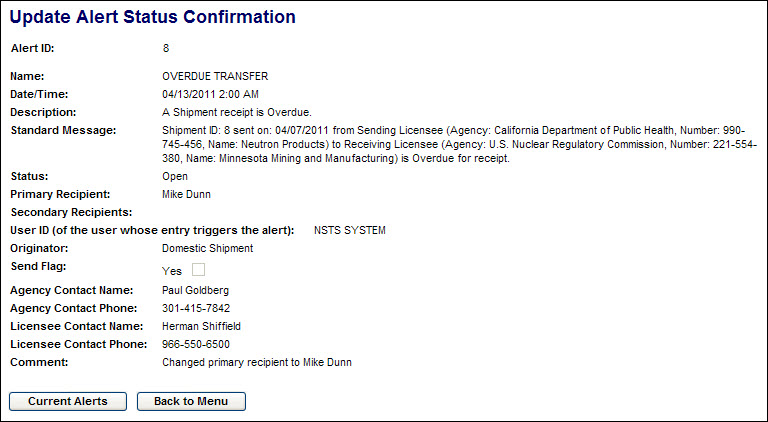 Update Alert Status Confirmation
Alert ID: 8
Name: OVERDUE TRANSFER
Date/Time: 04/13/2011 2:00 AM
Description: A Shipment receipt is Overdue.
Standard Message: Shipment ID: 8 sent on: 04/07/2011 from Sending Licensee (Agency: California Department of Public Health, Number: 990-
745-456, Name: Neutron Products) to Receiving Licensee (Agency: U.S. Nuclear Regulatory Commission, Number: 221-554-
380, Name: Minnesota Mining and Manufacturing) is Overdue for receipt.
Status: Open
Primary Recipient: Mike Dunn
Secondary Recipients:
User ID (of the user whose entry triggers the alert): NSTS SYSTEM
Originator: Domestic Shipment
Send Flag: Yes
Agency Contact Name: Paul Goldberg
Agency Contact Phone: 301-415-7842
Licensee Contact Name: Herman Shiffield
Licensee Contact Phone: 966-550-6500
Comment: Changed primary recipient to Mike Dunn
Current Alerts Back to Menu